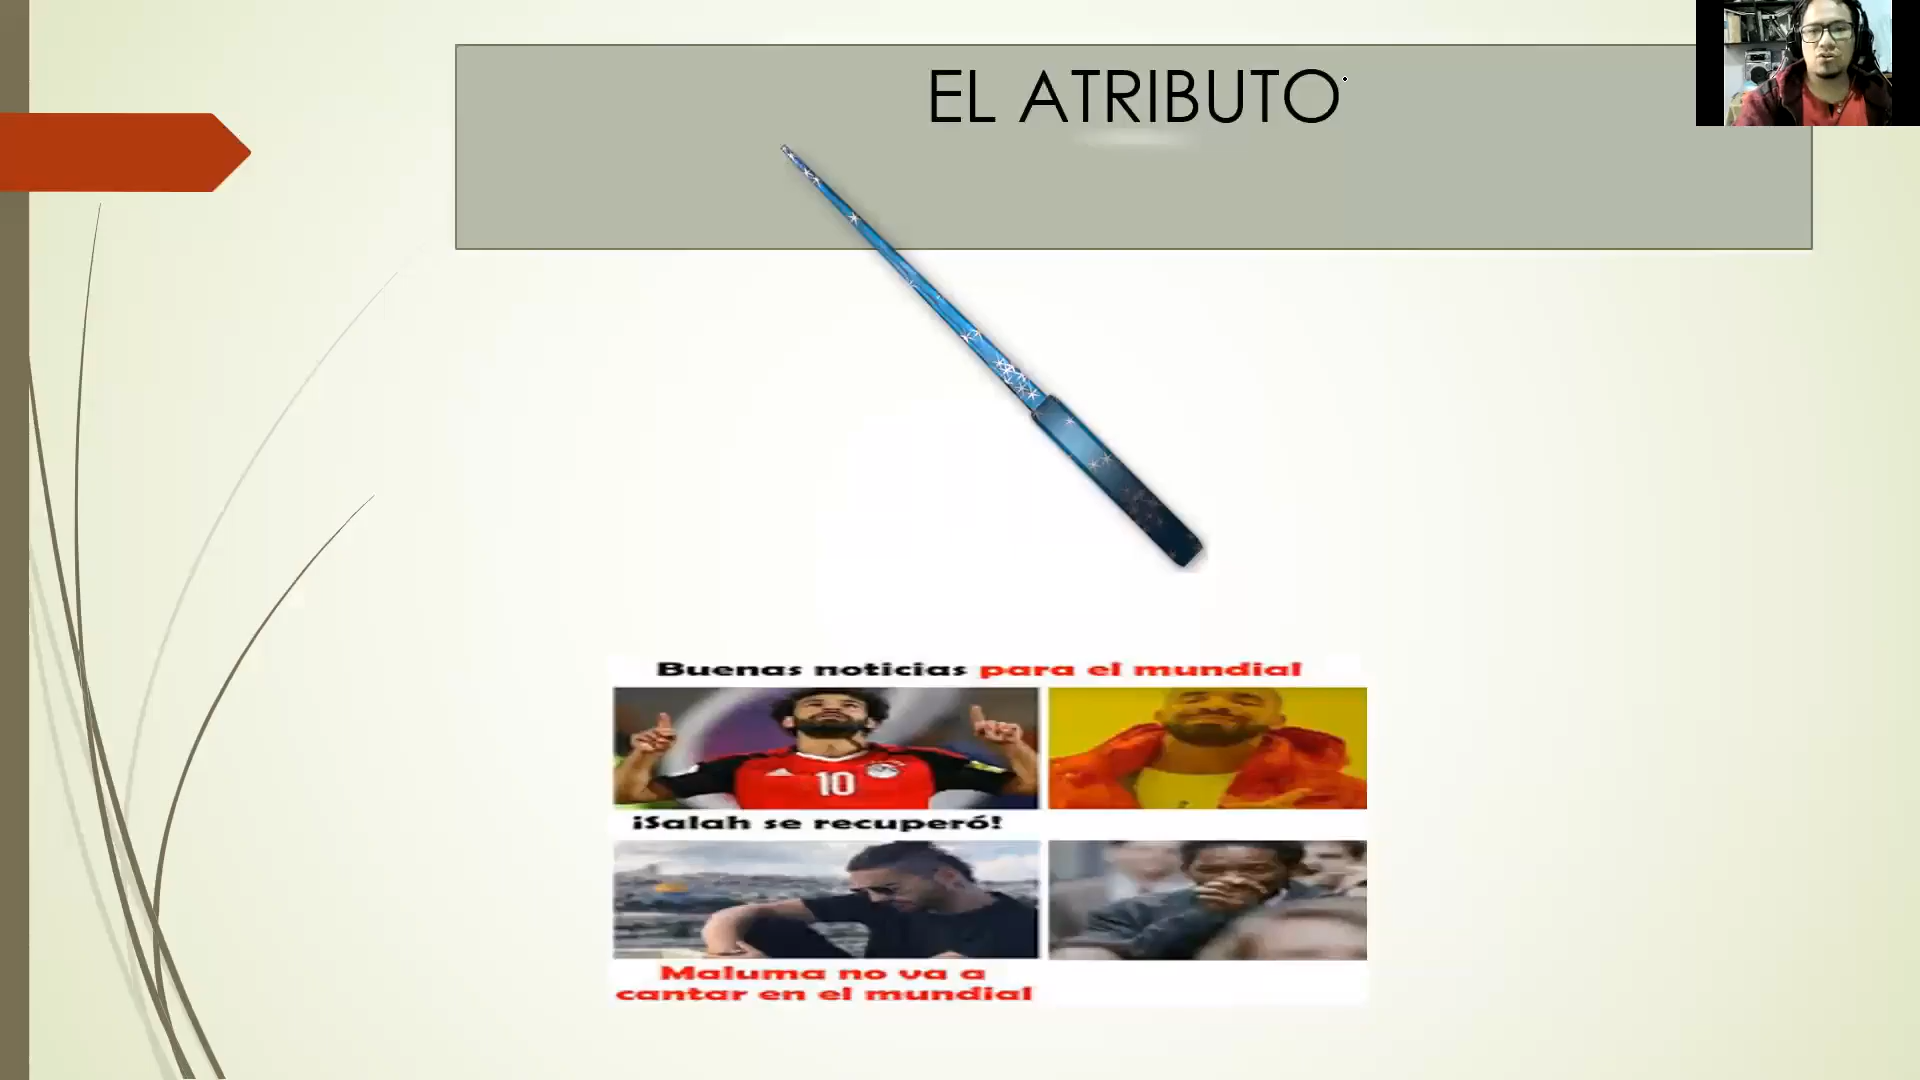 EL ATRIBUTO
Buenas noticias para el mundial
10
¡Salah se recuperó!
Maluma no va a
cantar en el mundial